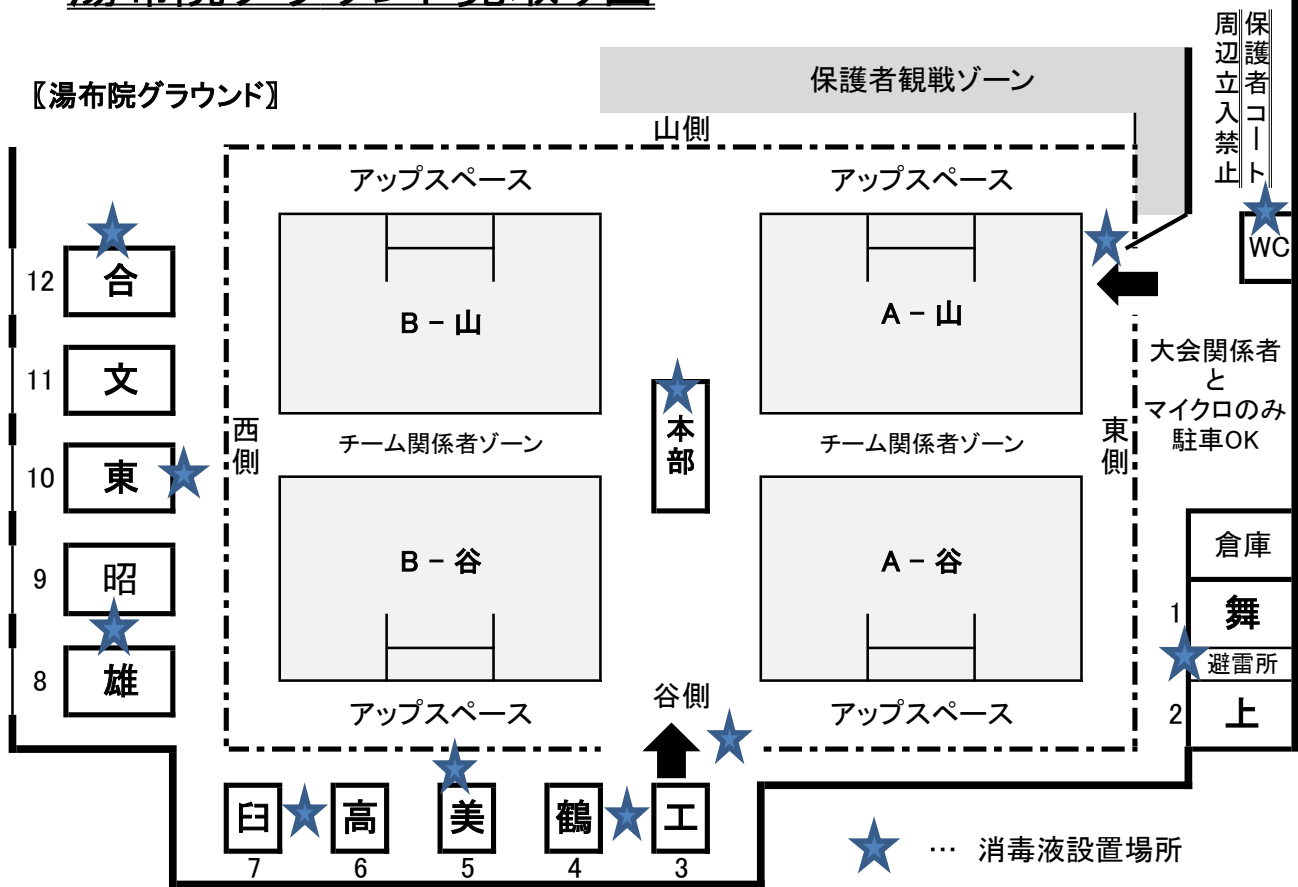 【湯布院グラウンド】
保護者観戦ゾーン
保護者コート
周辺立入禁止
山側
アップスペース
アップスペース
WC
12
合
B − 山
A − 山
11
文
大会関係者
と
マイクロのみ
駐車OK
本部
西側
チーム関係者ゾーン
チーム関係者ゾーン
東側
10
東
倉庫
9
昭
B − 谷
A − 谷
1
舞
避雷所
8
雄
谷側
2
上
アップスペース
アップスペース
臼
高
美
鶴
工
7
6
5
4
3
… 消毒液設置場所